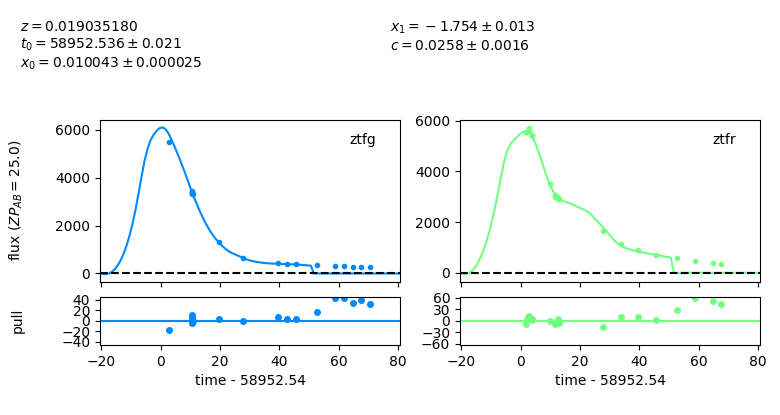 z = 0.019035180
t0 = 58952.536 ± 0.021
x0 = 0.010043 ± 0.000025
x1 = −1.754 ± 0.013
c = 0.0258 ± 0.0016
flux (ZP_AB = 25.0)
6000
4000
2000
0
ztfg
6000
4000
2000
0
ztfr
pull
40
20
0
−20
−40
60
30
0
−30
−60
−20 0 20 40 60 80
−20 0 20 40 60 80
time - 58952.54
time - 58952.54